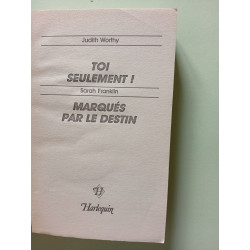 Judith Worthy
TOI
SEULEMENT !
Sarah Franklin
MARQUÉS
PAR LE DESTIN
H
Harlequin